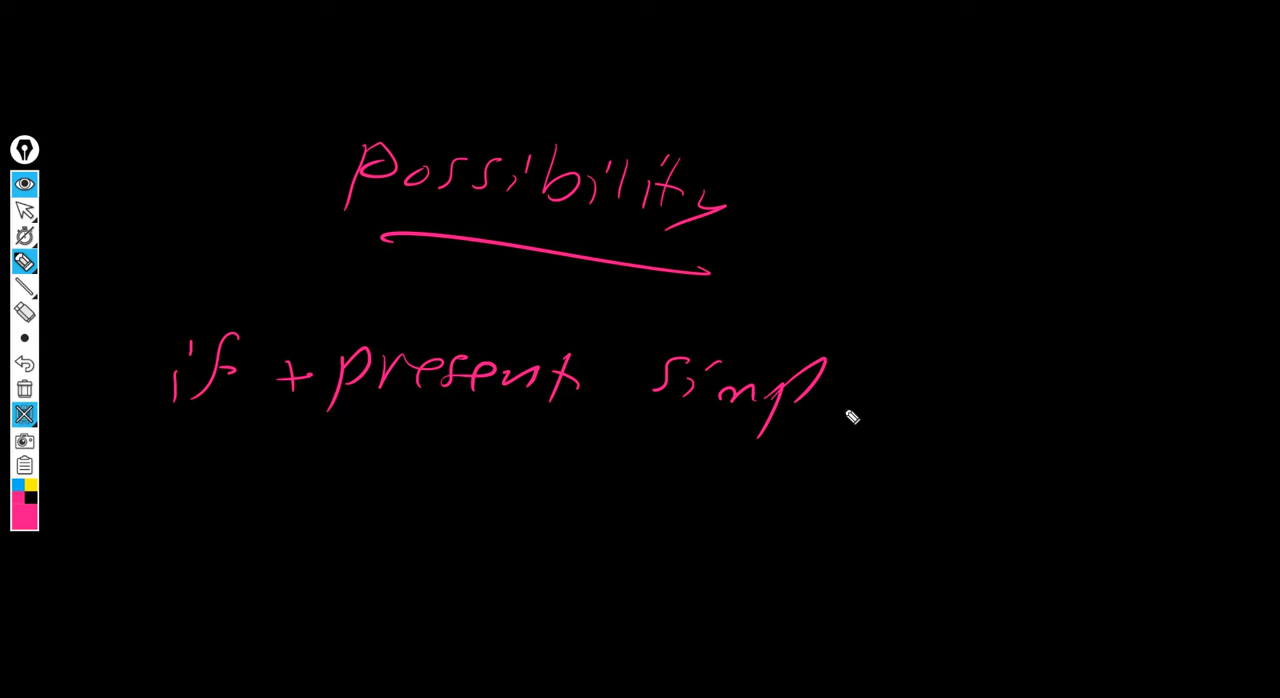 possibility
if + present simp